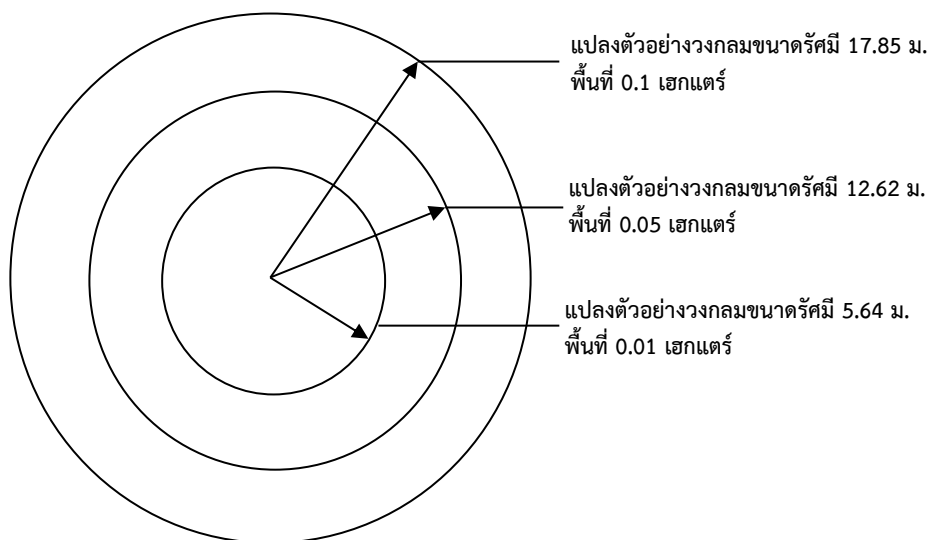 แปลงตัวอย่างวงกลมขนาดรัศมี 17.85 ม.
พื้นที่ 0.1 เฮกแตร์
แปลงตัวอย่างวงกลมขนาดรัศมี 12.62 ม.
พื้นที่ 0.05 เฮกแตร์
แปลงตัวอย่างวงกลมขนาดรัศมี 5.64 ม.
พื้นที่ 0.01 เฮกแตร์